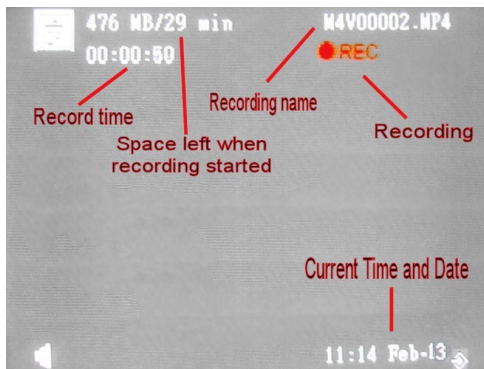 476 MB/29 min
M4V00002.MP4
00:00:50
REC
Record time
Recording name
Space left when
recording started
Recording
Current Time and Date
11:14 Feb-13